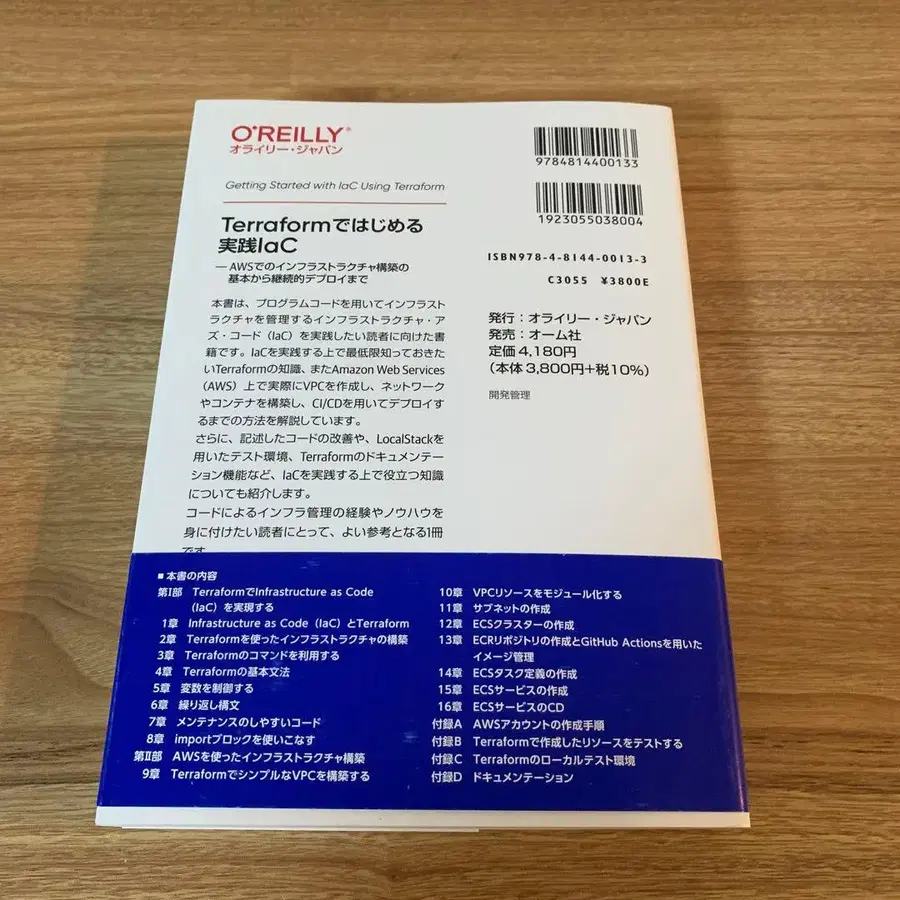 O'REILLY®
オライリー・ジャパン
Getting Started with IaC Using Terraform
Terraformではじめる
実践IaC
―AWSでのインフラストラクチャ構築の
基本から継続的デプロイまで
本書は、プログラムコードを用いてインフラスト
ラクチャを管理するインフラストラクチャ・ア
ズ・コード（IaC）を実践したい読者に向けた書
籍です。IaCを実践する上で最低限知っておきた
いTerraformの知識、またAmazon Web Services
（AWS）上で実際にVPCを作成し、ネットワーク
やコンテナを構築し、CI/CDを用いてデプロイす
るまでの方法を解説しています。
さらに、記述したコードの改善や、LocalStackを
用いたテスト環境、Terraformのドキュメンテー
ション機能など、IaCを実践する上で役立つ知識
についても紹介します。
コードによるインフラ管理の経験やノウハウを
身に付けたい読者にとって、よい参考となる1冊
です。
9784814400133
1923055038004
ISBN978-4-8144-0013-3
C3055 ¥3800E
発行：オライリー・ジャパン
発売：オーム社
定価4,180円
（本体3,800円+税10%）
開発管理
■ 本書の内容
第I部 TerraformでInfrastructure as Code
（IaC）を実現する
1章 Infrastructure as Code（IaC）とTerraform
2章 Terraformを使ったインフラストラクチャの構築
3章 Terraformのコマンドを利用する
4章 Terraformの基本文法
5章 変数を制御する
6章 繰り返し構文
7章 メンテナンスのしやすいコード
8章 importブロックを使いこなす
第II部 AWSを使ったインフラストラクチャ構築
9章 TerraformでシンプルなVPCを構築する
10章 VPCリソースをモジュール化する
11章 サブネットの作成
12章 ECSクラスターの作成
13章 ECRリポジトリの作成とGitHub Actionsを用いた
イメージ管理
14章 ECSタスク定義の作成
15章 ECSサービスの作成
16章 ECSサービスのCD
付録A AWSアカウントの作成手順
付録B Terraformで作成したリソースをテストする
付録C Terraformのローカルテスト環境
付録D ドキュメンテーション